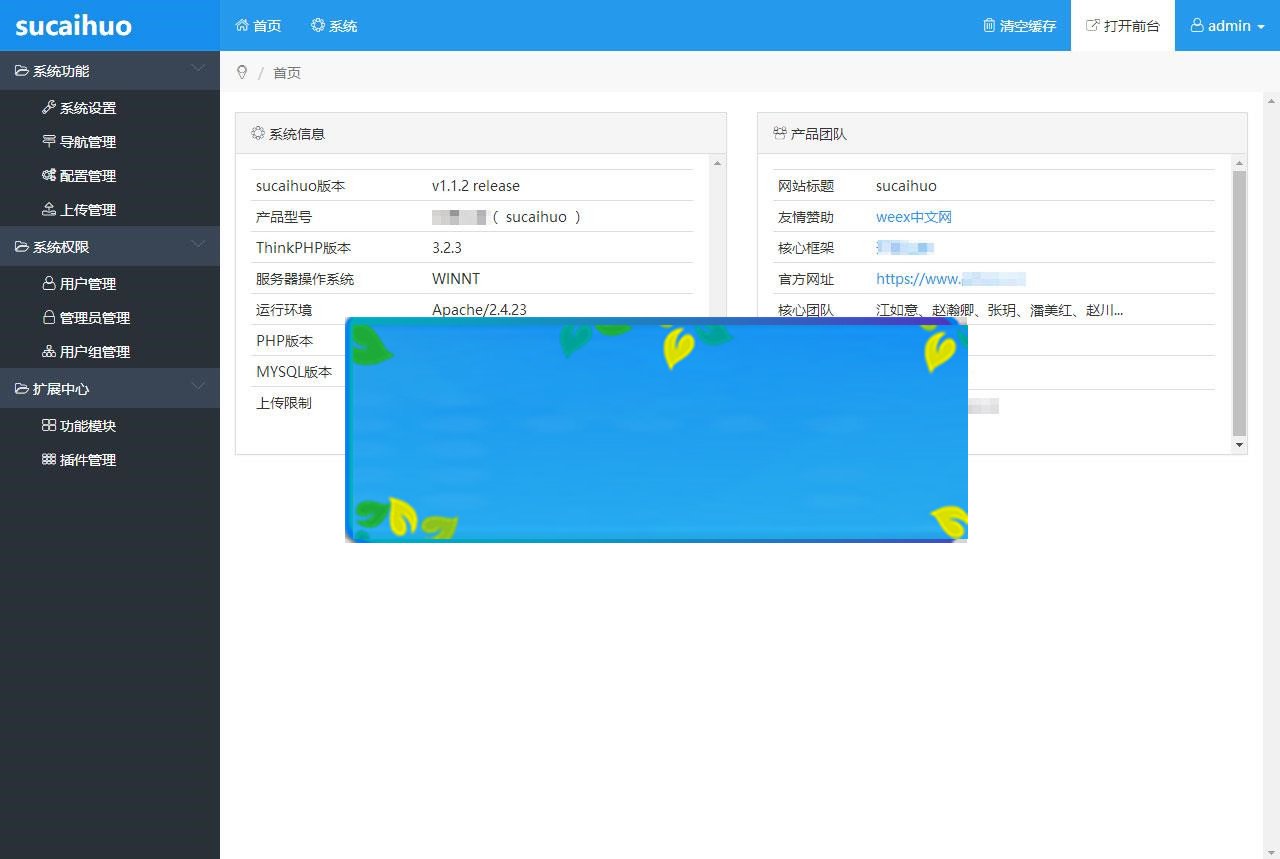 sucaihuo
首页 系统 清空缓存 打开前台 admin
系统功能
系统设置
导航管理
配置管理
上传管理
系统权限
用户管理
管理员管理
用户组管理
扩展中心
功能模块
插件管理
/ 首页
系统信息
sucaihuo版本 v1.1.2 release
产品型号 ( sucaihuo )
ThinkPHP版本 3.2.3
服务器操作系统 WINNT
运行环境 Apache/2.4.23
PHP版本
MYSQL版本
上传限制
产品团队
网站标题 sucaihuo
友情赞助 weex中文网
核心框架
官方网址 https://www.
核心团队 江如意、赵瀚卿、张玥、潘美红、赵川...